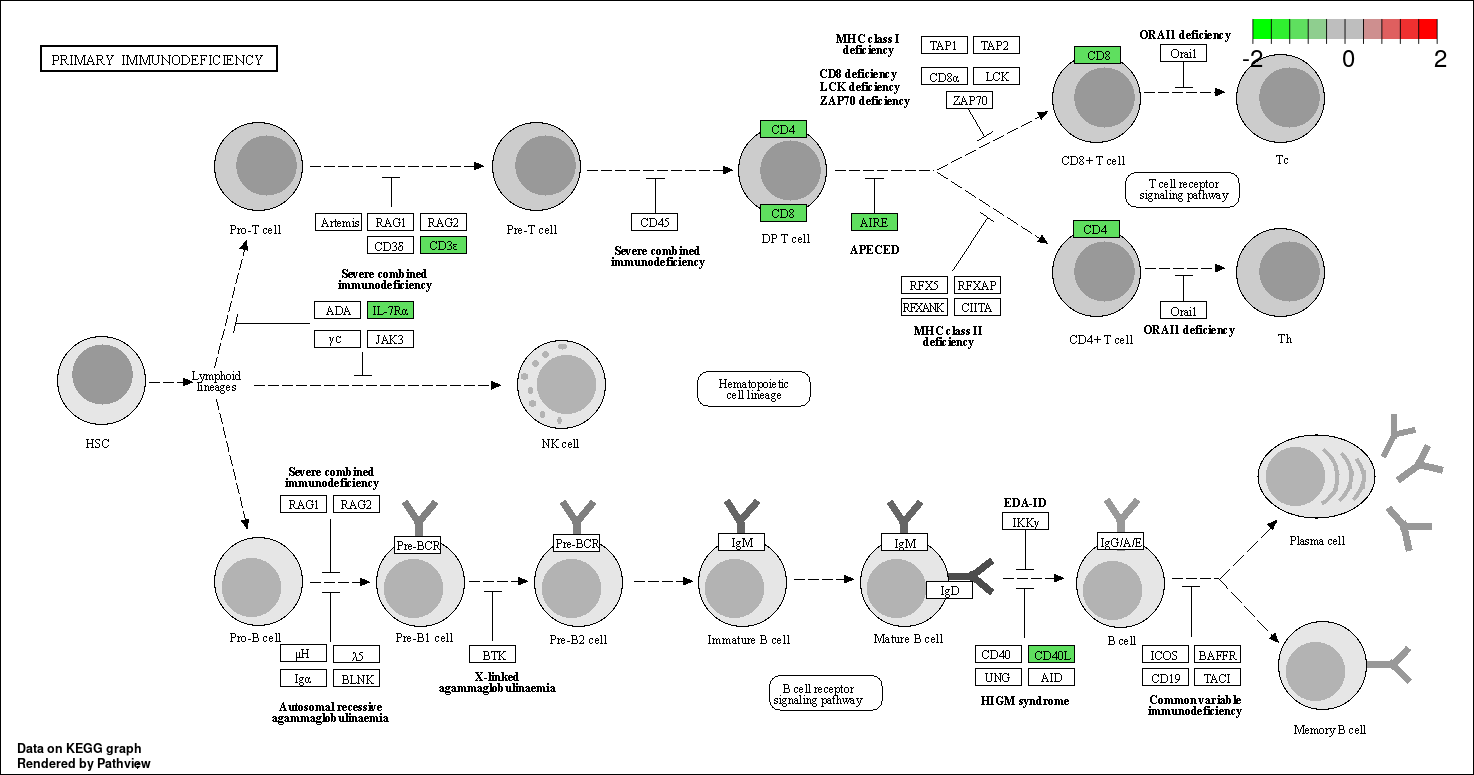 PRIMARY IMMUNODEFICIENCY
-2 0 2
MHC class I
deficiency
TAP1 TAP2
CD8 deficiency
LCK deficiency
ZAP70 deficiency
CD8α LCK
ZAP70
CD8
CD8+ T cell
ORAI1 deficiency
Orai1
Tc
T cell receptor
signaling pathway
Pro-T cell
Artemis RAG1 RAG2
CD3δ CD3ε
Severe combined
immunodeficiency
Pre-T cell
CD45
Severe combined
immunodeficiency
CD4
CD8
DP T cell
AIRE
APECED
RFX5 RFXAP
RFXANK CIITA
MHC class II
deficiency
CD4
CD4+ T cell
Orai1
ORAI1 deficiency
Th
ADA IL-7Rα
γc JAK3
HSC
Lymphoid
lineages
NK cell
Hematopoietic
cell lineage
Severe combined
immunodeficiency
RAG1 RAG2
Pro-B cell
μH λ5
Igα BLNK
Autosomal recessive
agammaglobulinaemia
Pre-BCR
Pre-B1 cell
BTK
X-linked
agammaglobulinaemia
Pre-BCR
Pre-B2 cell
IgM
Immature B cell
IgM
IgD
Mature B cell
B cell receptor
signaling pathway
EDA-ID
IKKγ
CD40 CD40L
UNG AID
HIGM syndrome
IgG/A/E
B cell
ICOS BAFFR
CD19 TACI
Common variable
immunodeficiency
Plasma cell
Memory B cell
Data on KEGG graph
Rendered by Pathview